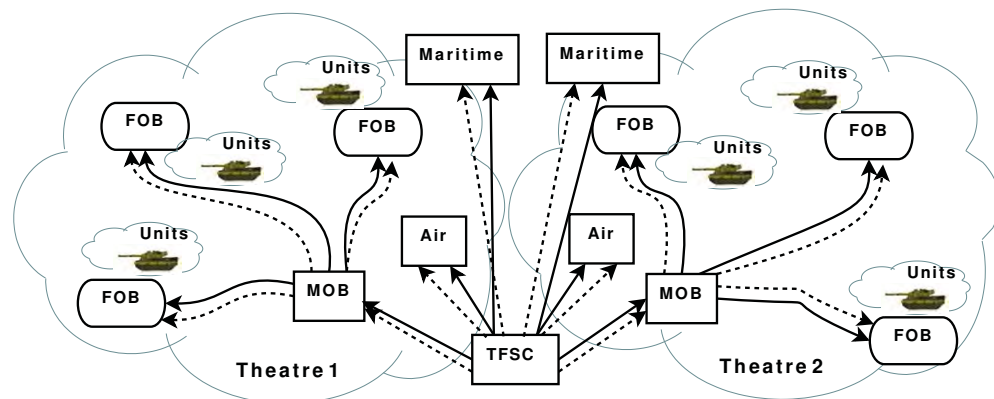 Maritime
Maritime
Units
Units
FOB
FOB
FOB
FOB
Units
Units
Air
Air
Units
Units
FOB
MOB
MOB
FOB
TFSC
Theatre 1
Theatre 2